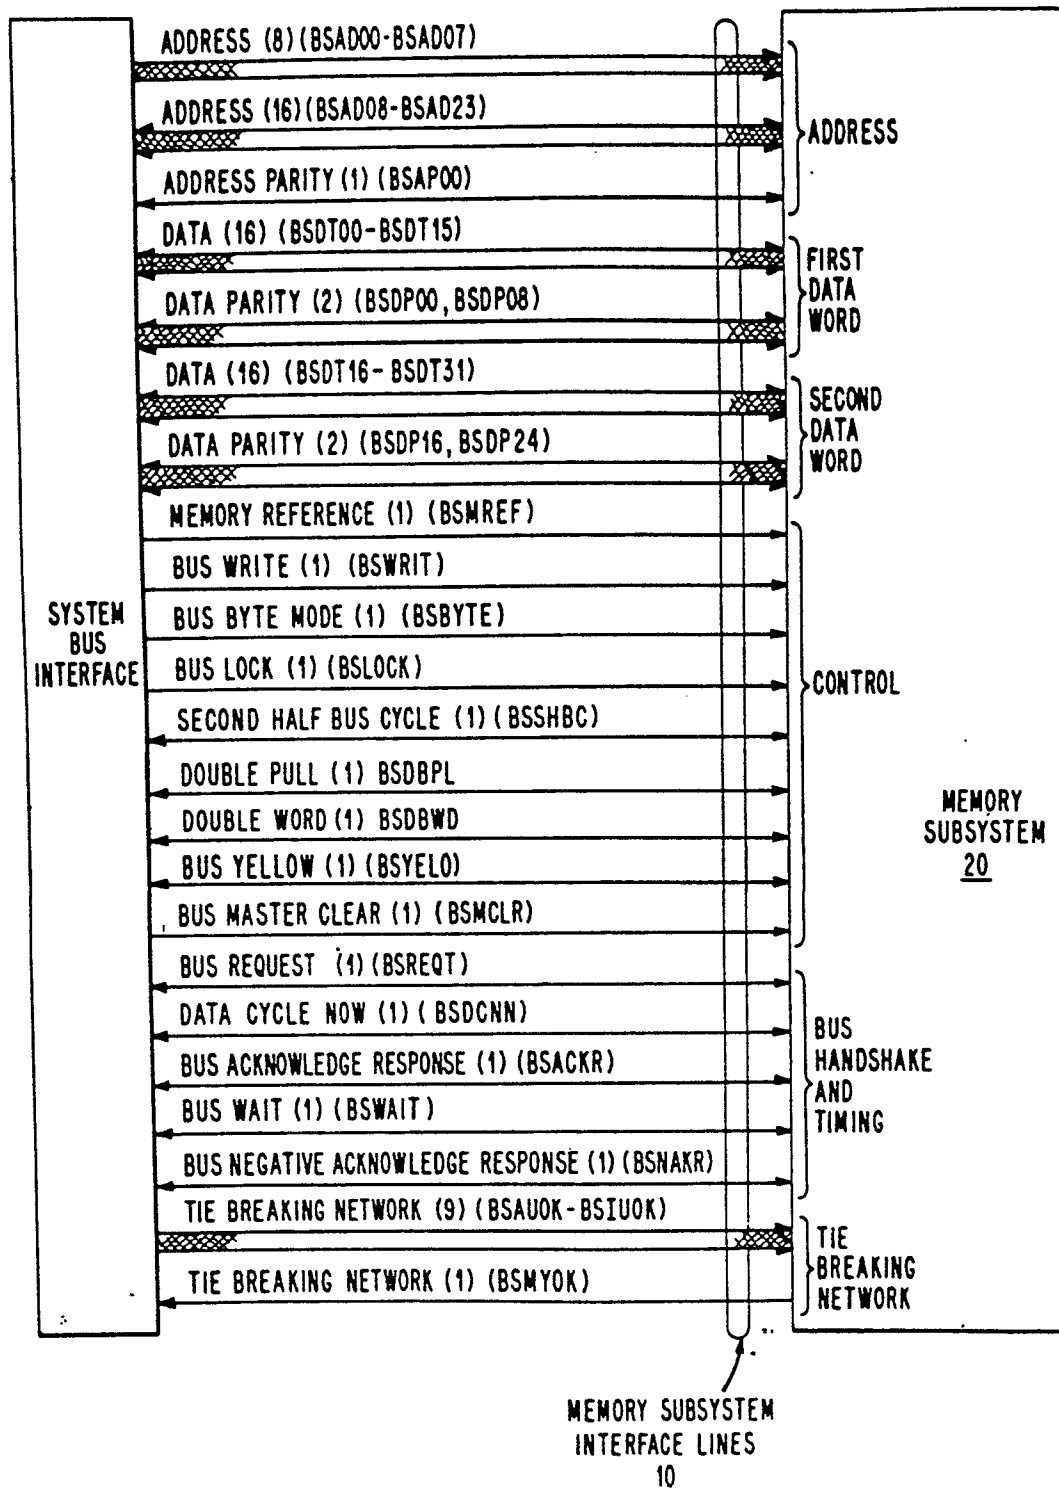 ADDRESS (8) (BSAD00-BSAD07)
ADDRESS (16) (BSAD08-BSAD23)
ADDRESS PARITY (1) (BSAP00)
ADDRESS
DATA (16) (BSDT00-BSDT15)
DATA PARITY (2) (BSDP00, BSDP08)
FIRST
DATA
WORD
DATA (16) (BSDT16-BSDT31)
DATA PARITY (2) (BSDP16, BSDP24)
SECOND
DATA
WORD
MEMORY REFERENCE (1) (BSMREF)
BUS WRITE (1) (BSWRIT)
BUS BYTE MODE (1) (BSBYTE)
BUS LOCK (1) (BSLOCK)
SECOND HALF BUS CYCLE (1) (BSSHBC)
DOUBLE PULL (1) BSDBPL
DOUBLE WORD (1) BSDBWD
BUS YELLOW (1) (BSYELO)
BUS MASTER CLEAR (1) (BSMCLR)
CONTROL
SYSTEM
BUS
INTERFACE
MEMORY
SUBSYSTEM
20
BUS REQUEST (1) (BSREQT)
DATA CYCLE NOW (1) (BSDCNN)
BUS ACKNOWLEDGE RESPONSE (1) (BSACKR)
BUS WAIT (1) (BSWAIT)
BUS NEGATIVE ACKNOWLEDGE RESPONSE (1) (BSNAKR)
BUS
HANDSHAKE
AND
TIMING
TIE BREAKING NETWORK (9) (BSAUOK-BSIUOK)
TIE BREAKING NETWORK (1) (BSMYOK)
TIE
BREAKING
NETWORK
MEMORY SUBSYSTEM
INTERFACE LINES
10